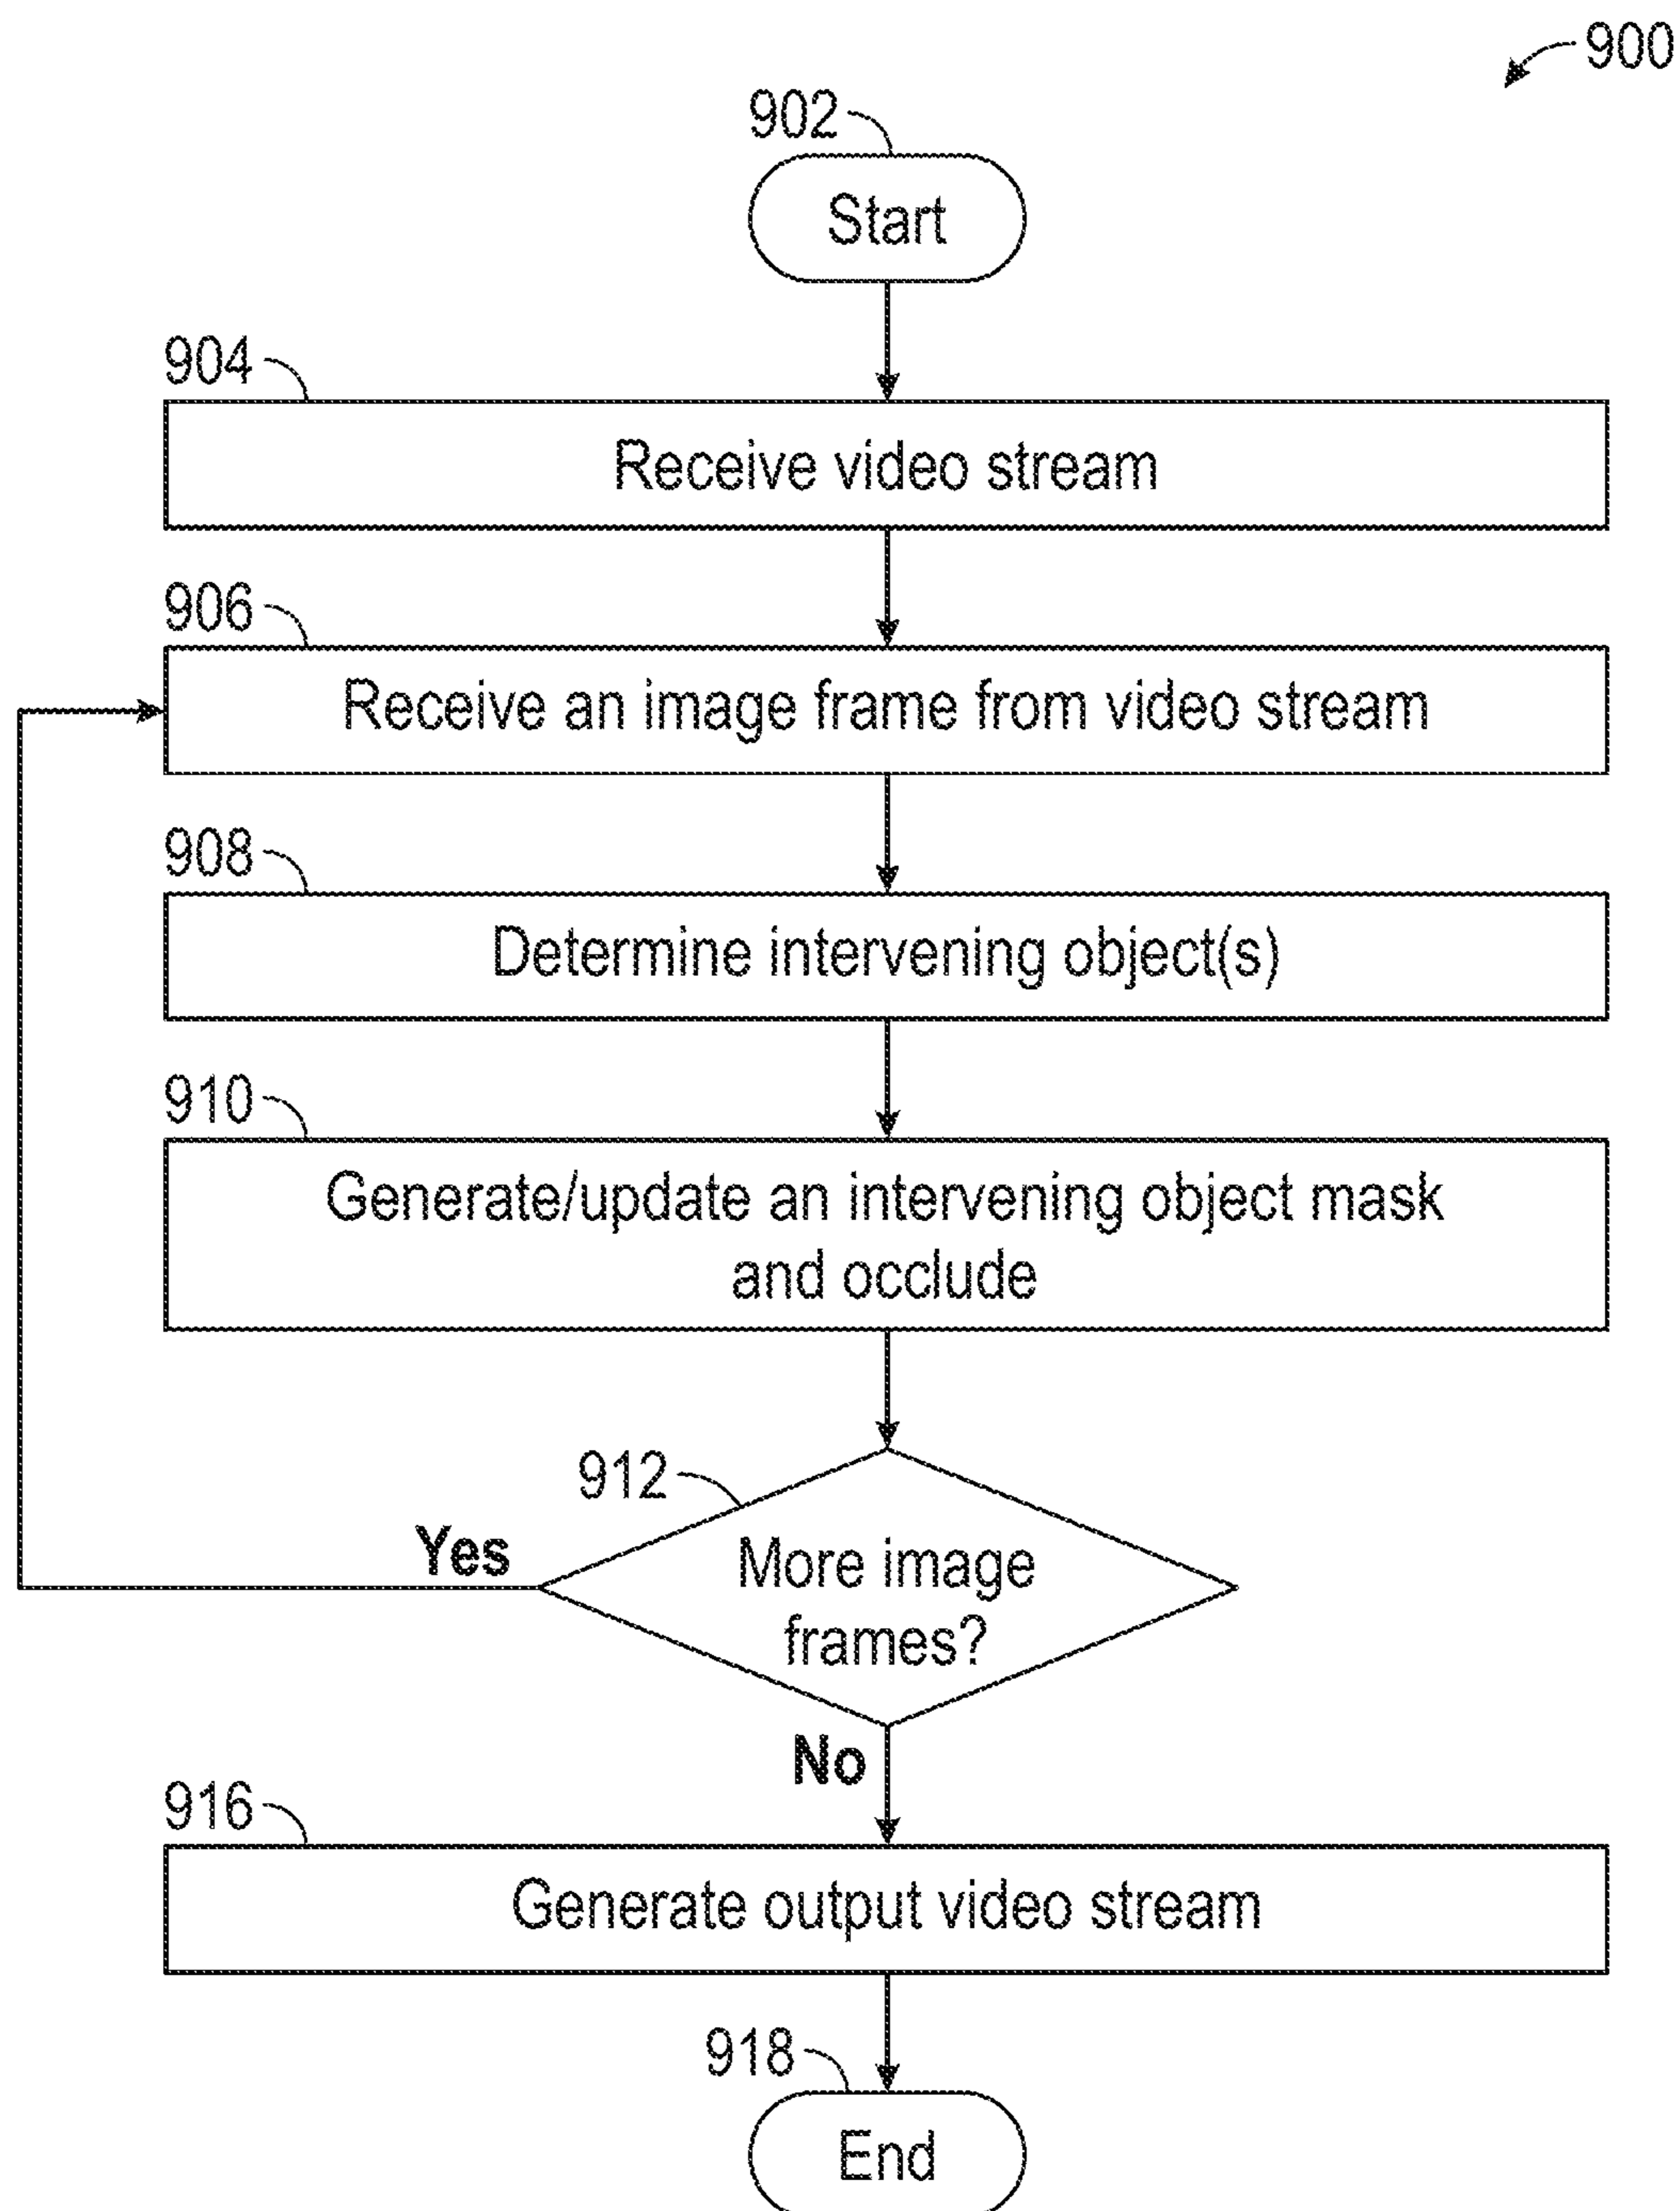 900
902
Start
904
Receive video stream
906
Receive an image frame from video stream
908
Determine intervening object(s)
910
Generate/update an intervening object mask
and occlude
912
Yes
More image
frames?
No
916
Generate output video stream
918
End